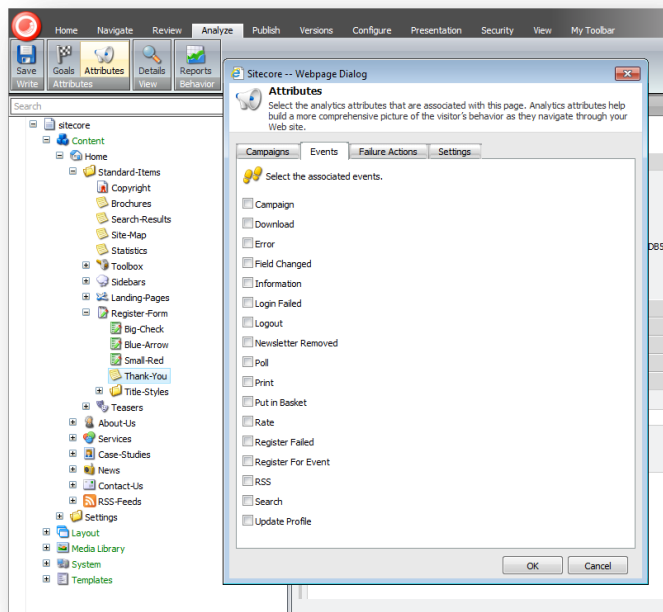 Home Navigate Review Analyze Publish Versions Configure Presentation Security View My Toolbar
Save Goals Attributes Details Reports
Write Attributes View Behavior
Search
sitecore
Content
Home
Standard-Items
Copyright
Brochures
Search-Results
Site-Map
Statistics
Toolbox
Sidebars
Landing-Pages
Register-Form
Big-Check
Blue-Arrow
Small-Red
Thank-You
Title-Styles
Teasers
About-Us
Services
Case-Studies
News
Contact-Us
RSS-Feeds
Settings
Layout
Media Library
System
Templates
Sitecore -- Webpage Dialog
Attributes
Select the analytics attributes that are associated with this page. Analytics attributes help
build a more comprehensive picture of the visitor's behavior as they navigate through your
Web site.
Campaigns Events Failure Actions Settings
Select the associated events.
Campaign
Download
Error
Field Changed
Information
Login Failed
Logout
Newsletter Removed
Poll
Print
Put in Basket
Rate
Register Failed
Register For Event
RSS
Search
Update Profile
OK Cancel